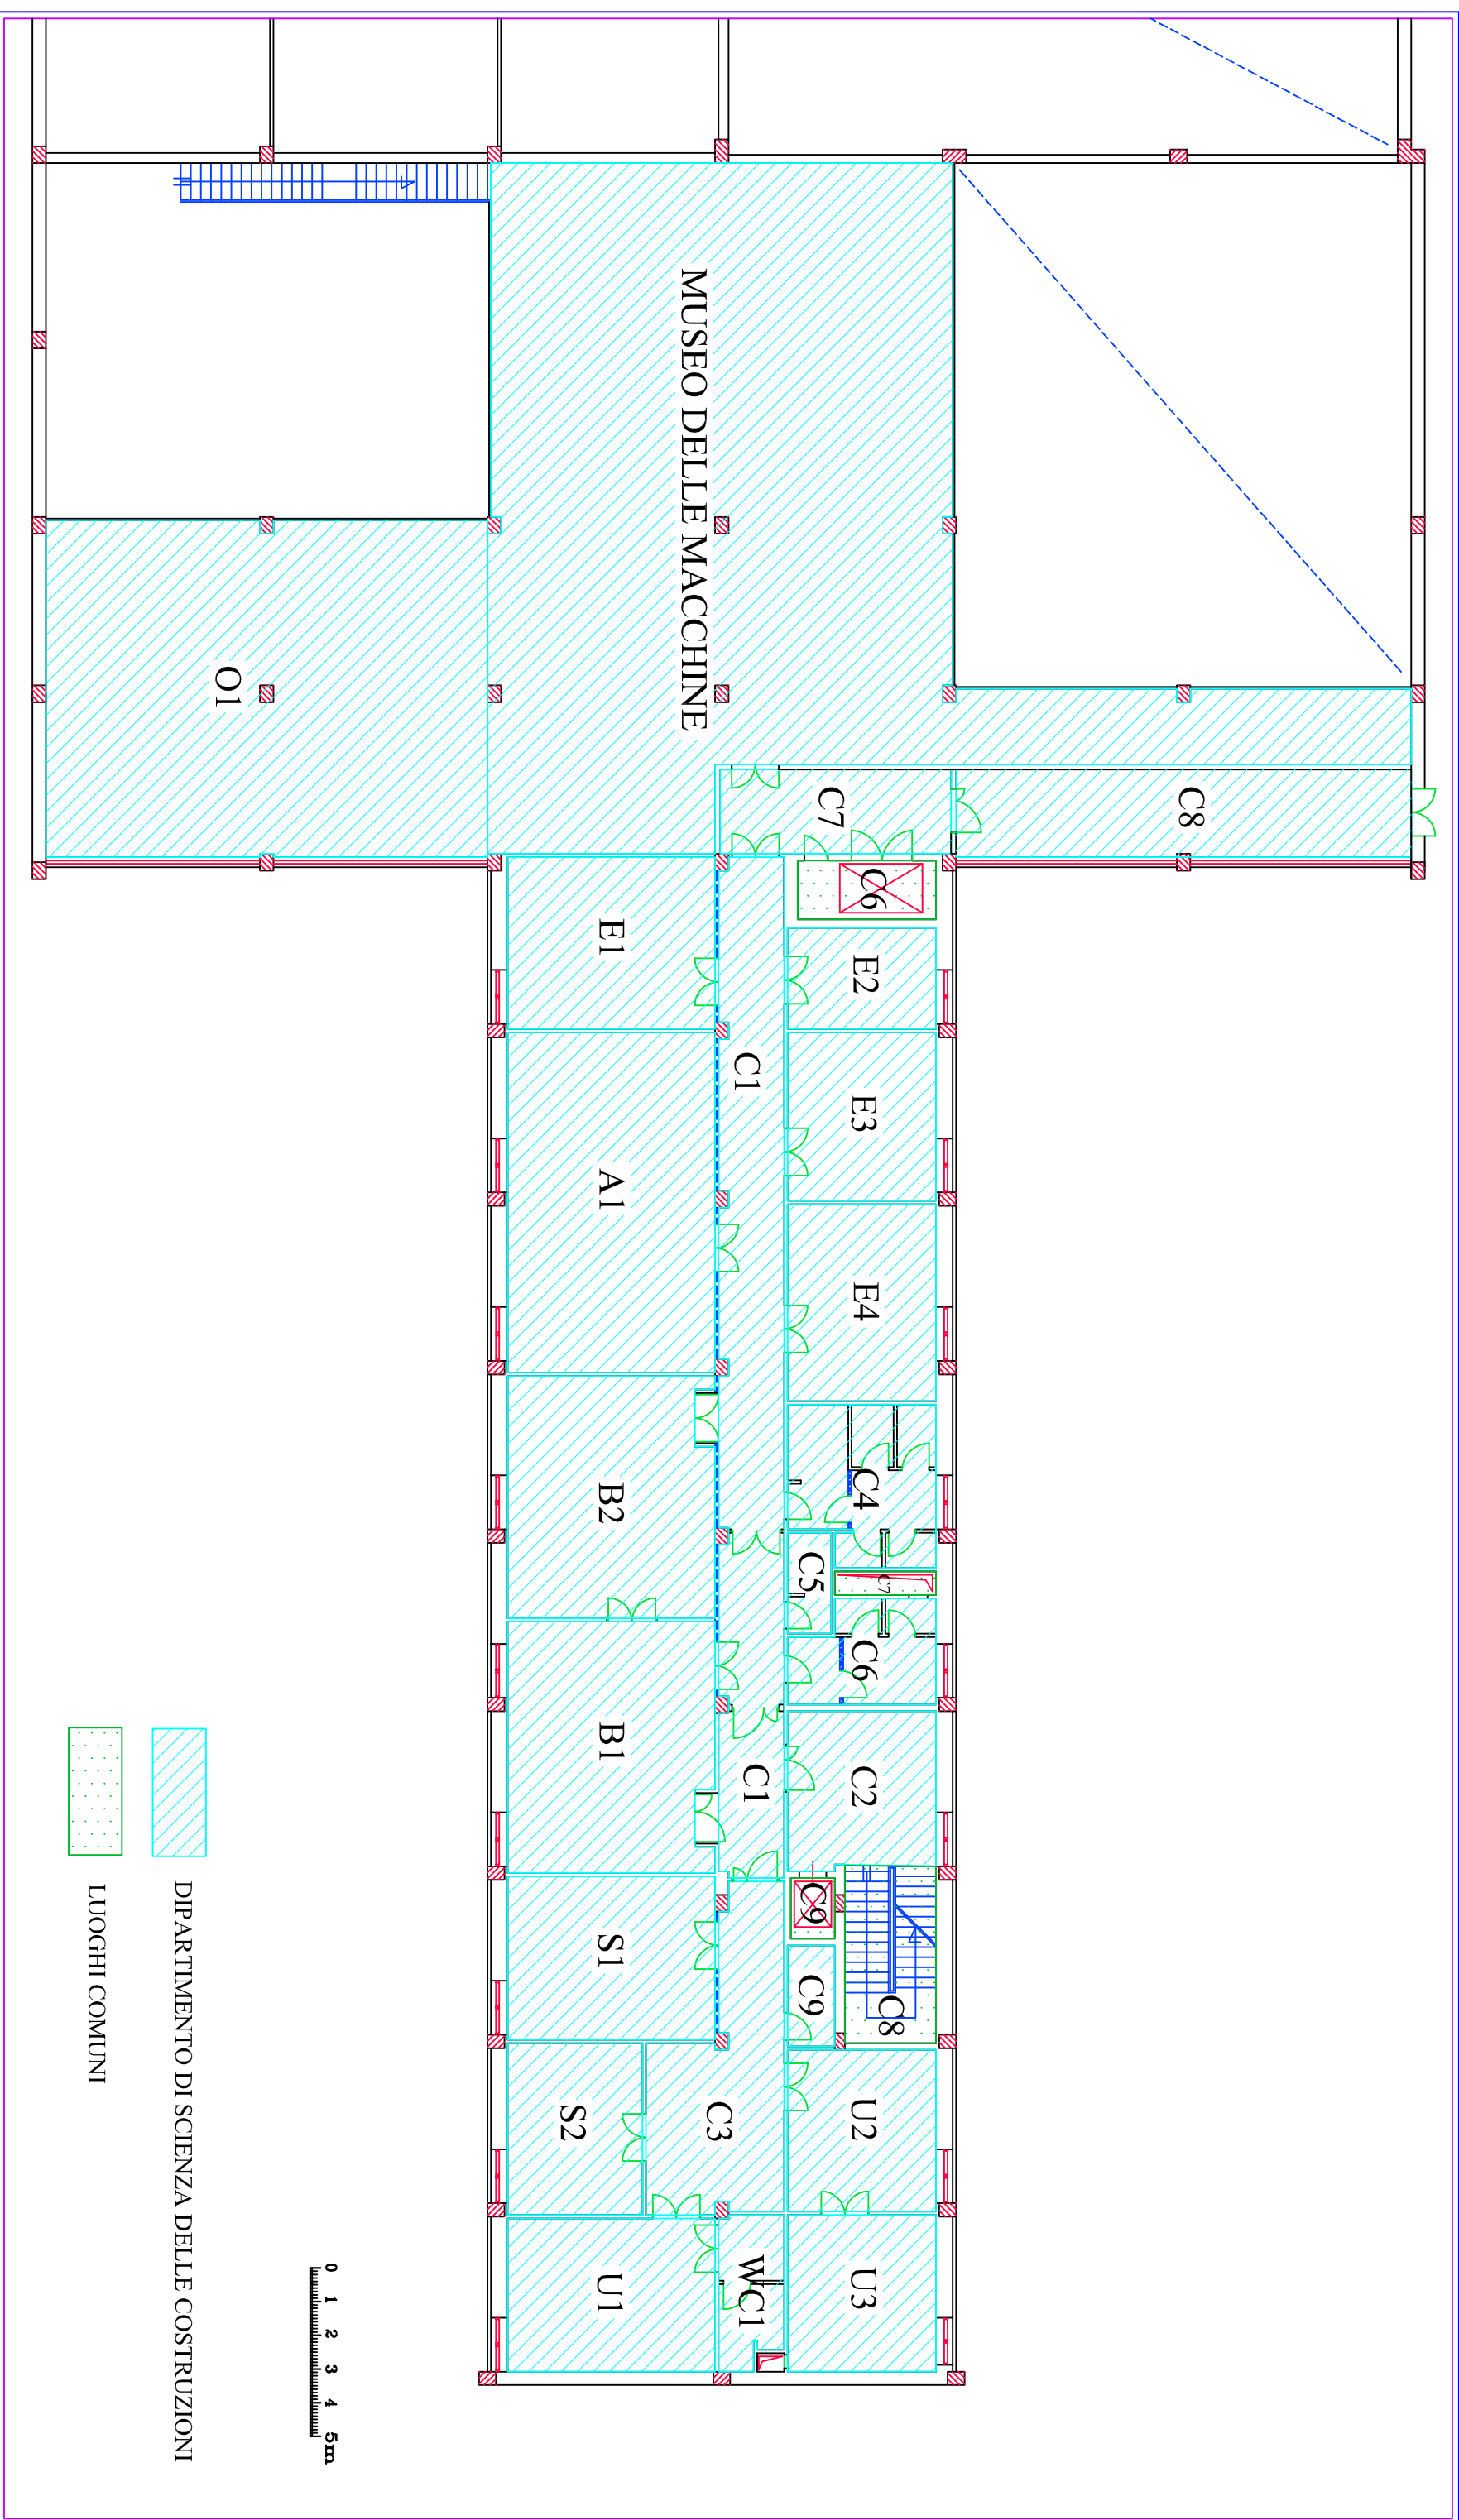 MUSEO DELLE MACCHINE
O1
C7
C8
C6
E1
E2
C1
E3
A1
E4
B2
C4
C5
C7
C6
B1
C1
C2
S1
C9
C9
C8
S2
C3
U2
U1
WC1
U3
DIPARTIMENTO DI SCIENZA DELLE COSTRUZIONI
LUOGHI COMUNI
0 1 2 3 4 5m